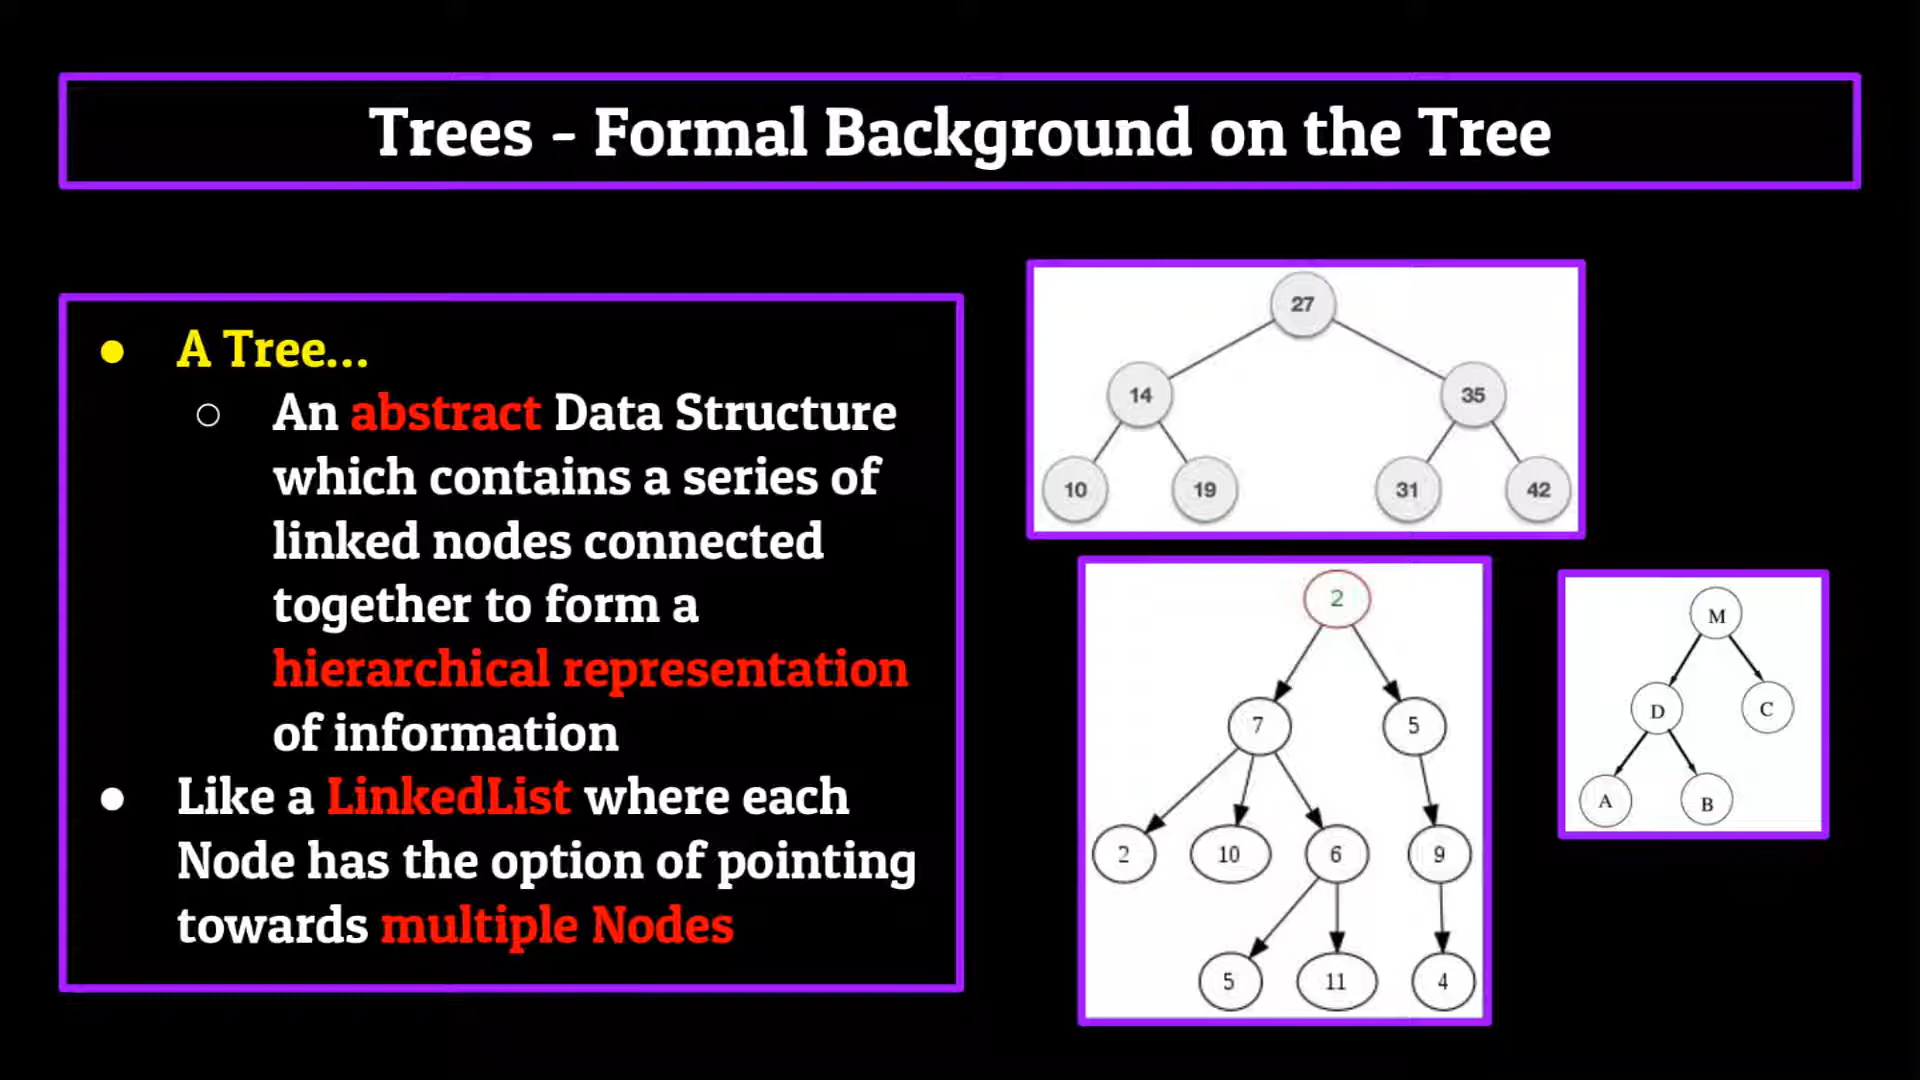 Trees - Formal Background on the Tree
● A Tree...
○ An abstract Data Structure
which contains a series of
linked nodes connected
together to form a
hierarchical representation
of information
● Like a LinkedList where each
Node has the option of pointing
towards multiple Nodes
27
14 35
10 19 31 42
2
7 5
2 10 6 9
5 11 4
M
D C
A B